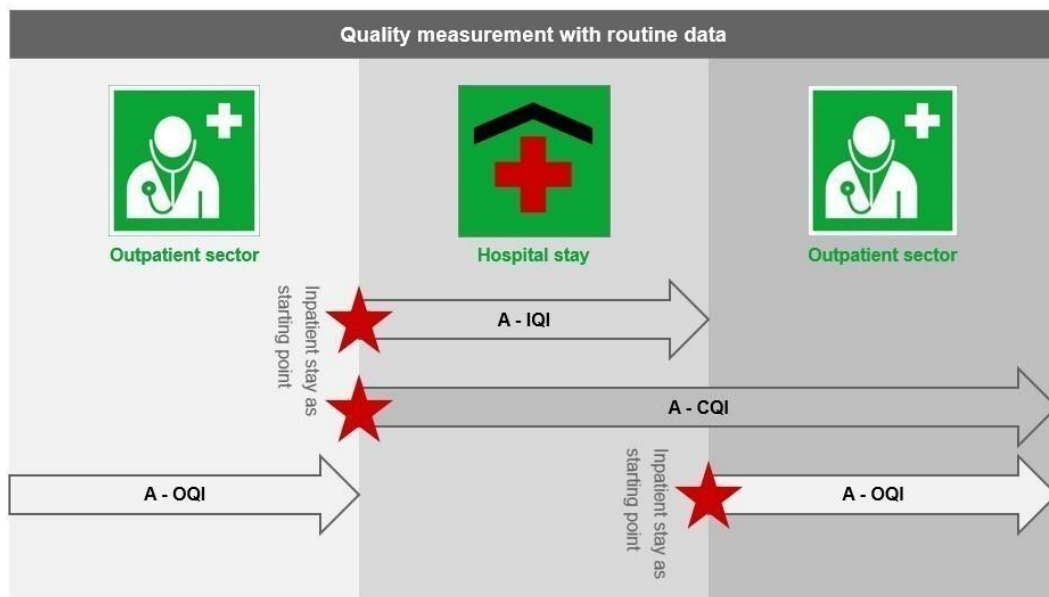 Quality measurement with routine data
Outpatient sector
Hospital stay
Outpatient sector
Inpatient stay as
starting point
A - IQI
A - CQI
A - OQI
Inpatient stay as
starting point
A - OQI